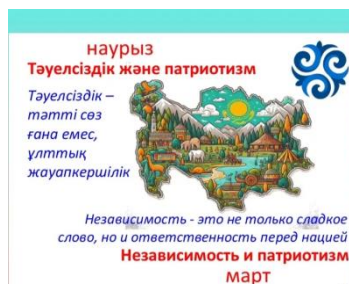 наурыз
Тәуелсіздік және патриотизм
Тәуелсіздік –
тәтті сөз
ғана емес,
ұлттық
жауапкершілік
Независимость - это не только сладкое
слово, но и ответственность перед нацией
Независимость и патриотизм
март